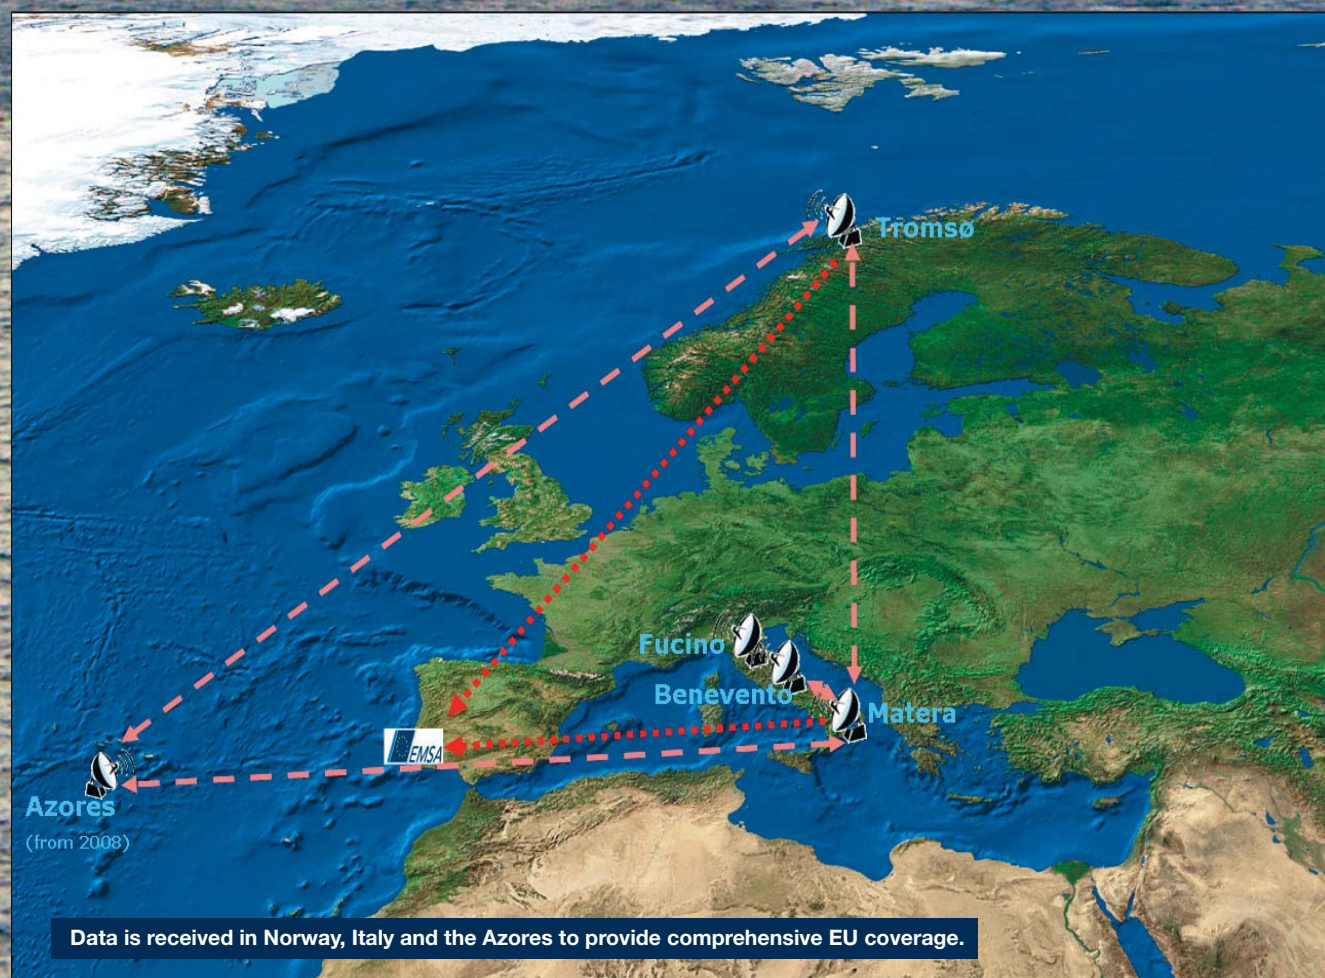 Tromsø
Fucino
Benevento
Matera
EMSA
Azores
(from 2008)
Data is received in Norway, Italy and the Azores to provide comprehensive EU coverage.